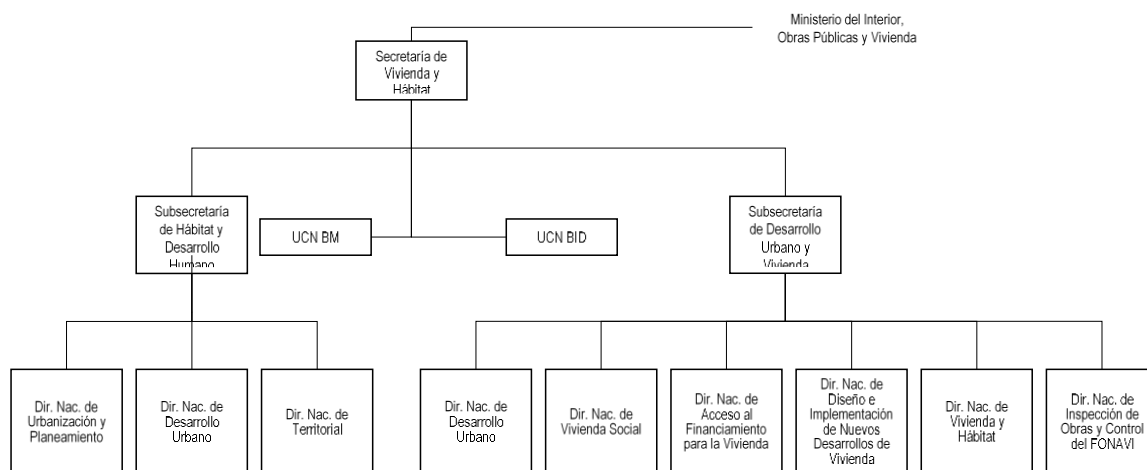 Ministerio del Interior,
Obras Públicas y Vivienda
Secretaría de
Vivienda y
Hábitat
Subsecretaría
de Hábitat y
Desarrollo
Humano
UCN BM
UCN BID
Subsecretaría
de Desarrollo
Urbano y
Vivienda
Dir. Nac. de
Urbanización y
Planeamiento
Dir. Nac. de
Desarrollo
Urbano
Dir. Nac. de
Territorial
Dir. Nac. de
Desarrollo
Urbano
Dir. Nac. de
Vivienda Social
Dir. Nac. de
Acceso al
Financiamiento
para la Vivienda
Dir. Nac. de
Diseño e
Implementación
de Nuevos
Desarrollos de
Vivienda
Dir. Nac. de
Vivienda y
Hábitat
Dir. Nac. de
Inspección de
Obras y Control
del FONAVI